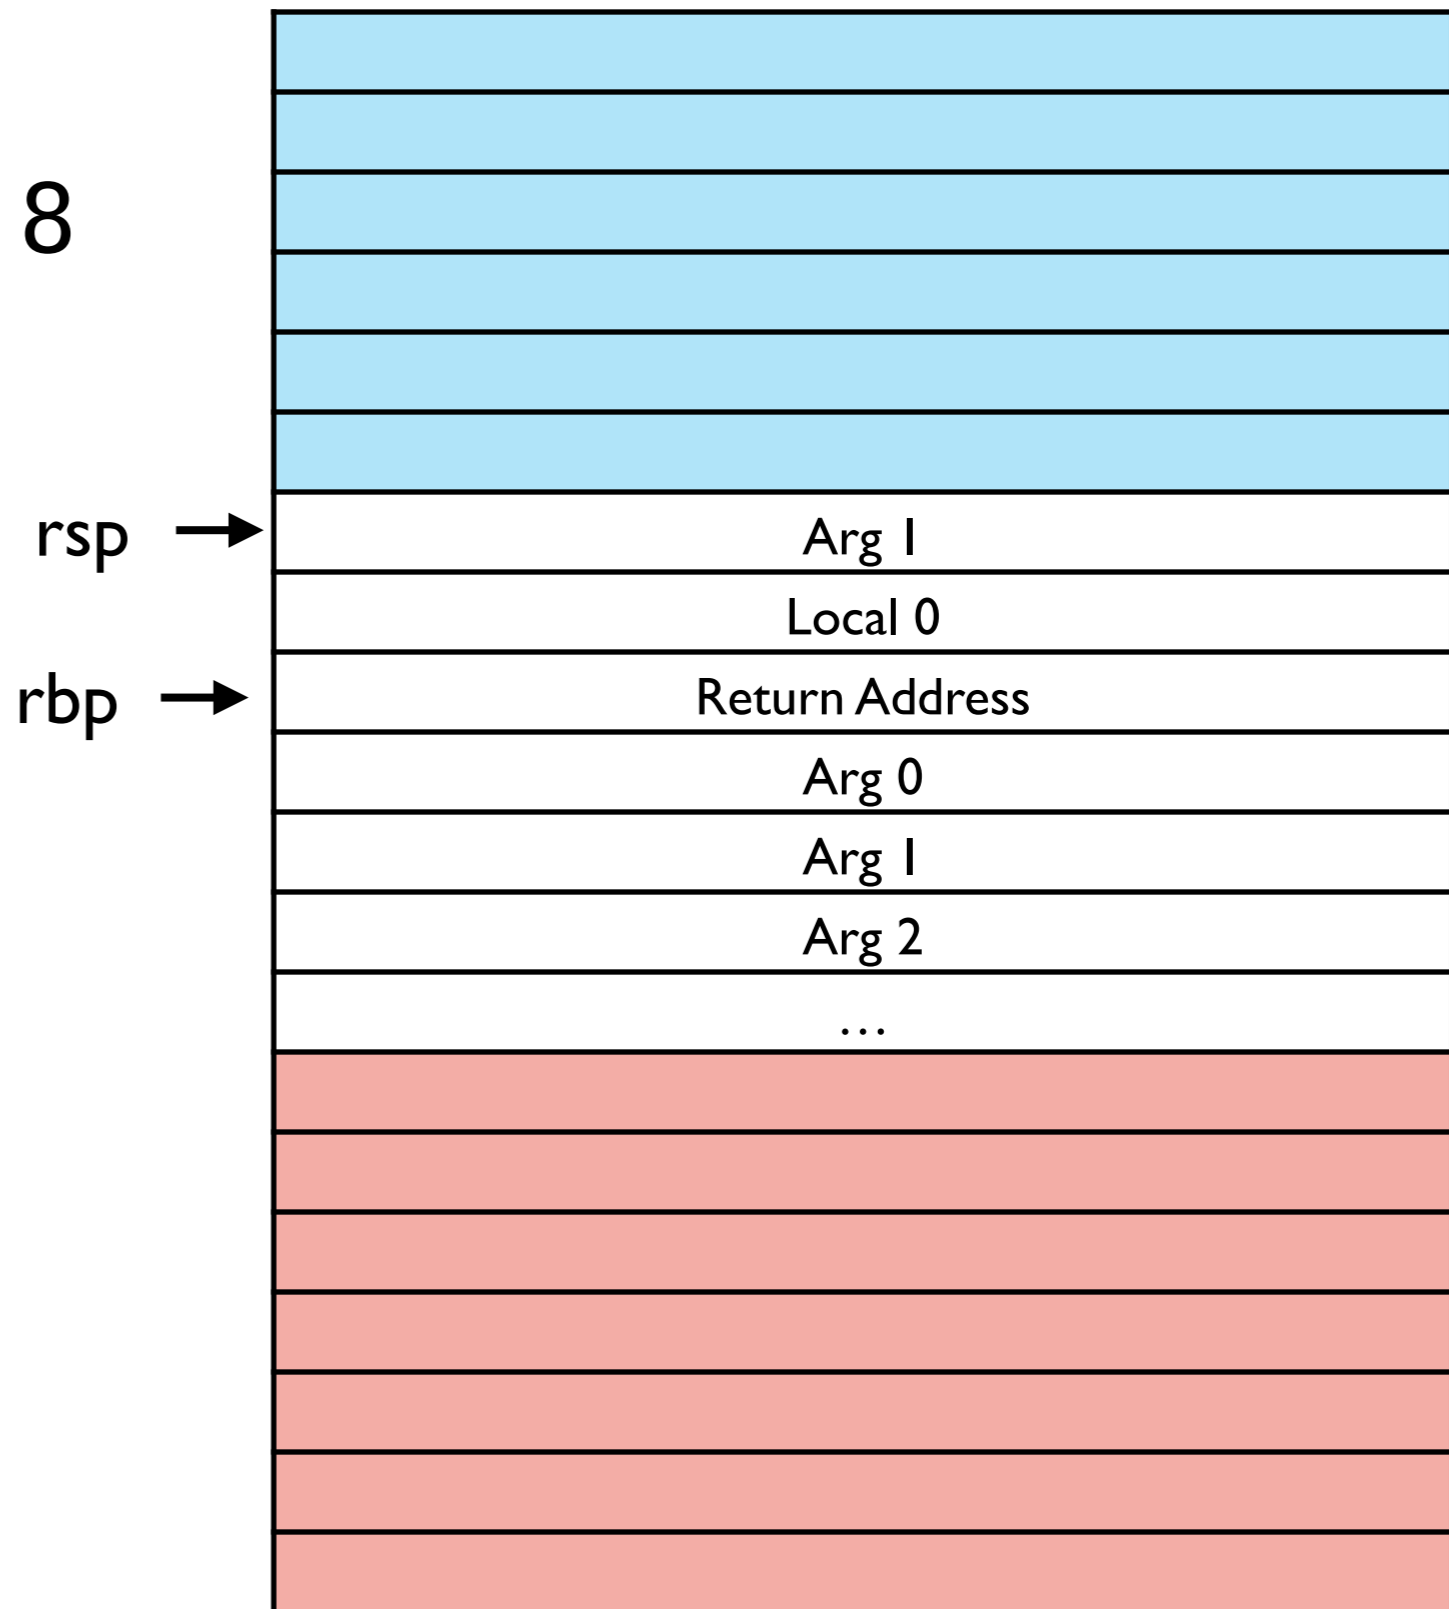 8
rsp
Arg 1
Local 0
rbp
Return Address
Arg 0
Arg 1
Arg 2
…